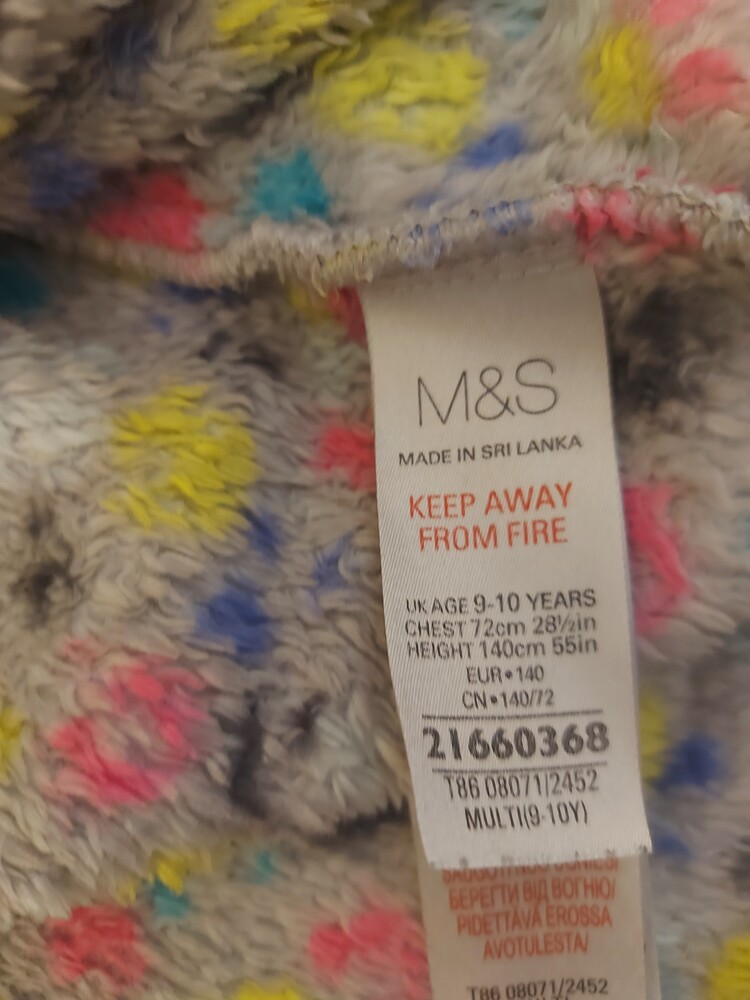 M&S
MADE IN SRI LANKA
KEEP AWAY
FROM FIRE
UK AGE 9-10 YEARS
CHEST 72cm 28½in
HEIGHT 140cm 55in
EUR•140
CN•140/72
21660368
T86 08071/2452
MULTI(9-10Y)
БЕРЕГТИ ВІД ВОГНЮ/
PIDETTÄVÄ EROSSA
AVOTULESTA/
T86 08071/2452